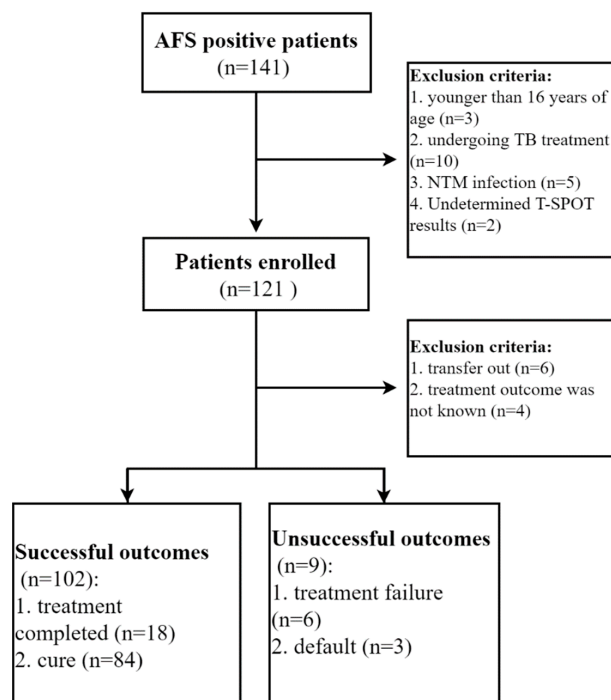 AFS positive patients
(n=141)
Exclusion criteria:
1. younger than 16 years of
age (n=3)
2. undergoing TB treatment
(n=10)
3. NTM infection (n=5)
4. Undetermined T-SPOT
results (n=2)
Patients enrolled
(n=121 )
Exclusion criteria:
1. transfer out (n=6)
2. treatment outcome was
not known (n=4)
Successful outcomes
(n=102):
1. treatment
completed (n=18)
2. cure (n=84)
Unsuccessful outcomes
(n=9):
1. treatment failure
(n=6)
2. default (n=3)